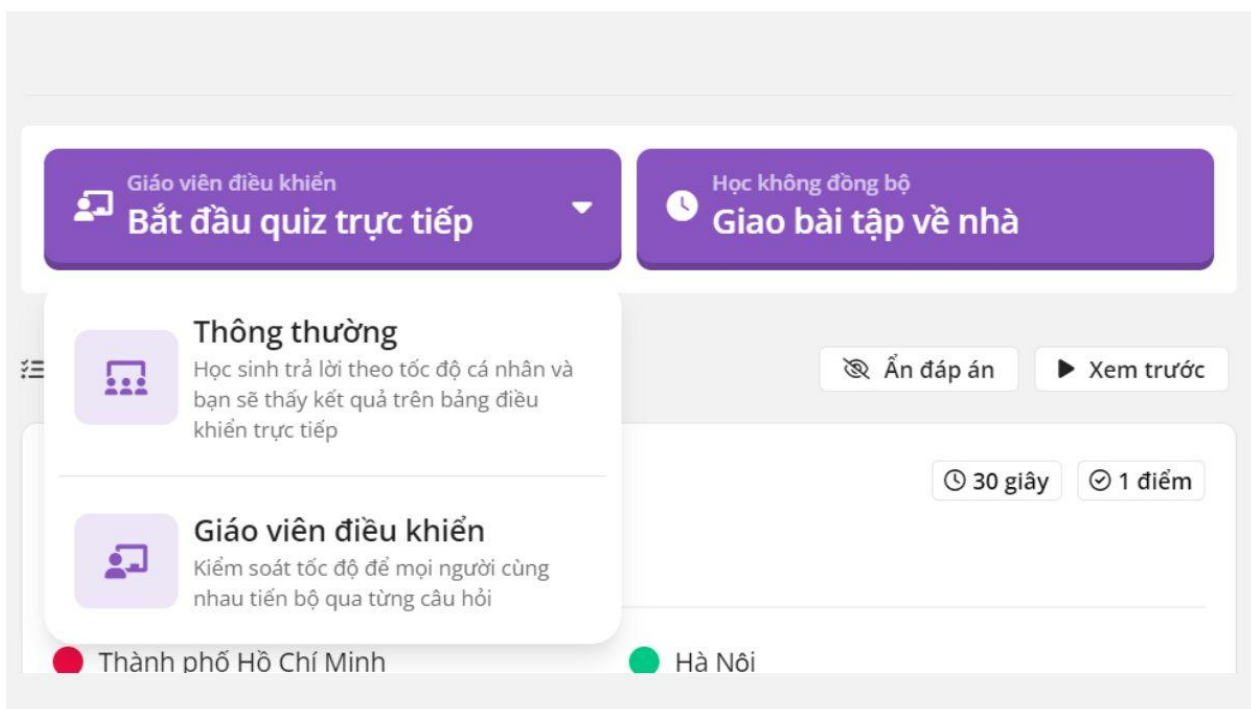 Giáo viên điều khiển
Bắt đầu quiz trực tiếp
Học không đồng bộ
Giao bài tập về nhà
Thông thường
Học sinh trả lời theo tốc độ cá nhân và
bạn sẽ thấy kết quả trên bảng điều
khiển trực tiếp
Ẩn đáp án
Xem trước
30 giây
1 điểm
Giáo viên điều khiển
Kiểm soát tốc độ để mọi người cùng
nhau tiến bộ qua từng câu hỏi
Thành phố Hồ Chí Minh
Hà Nội